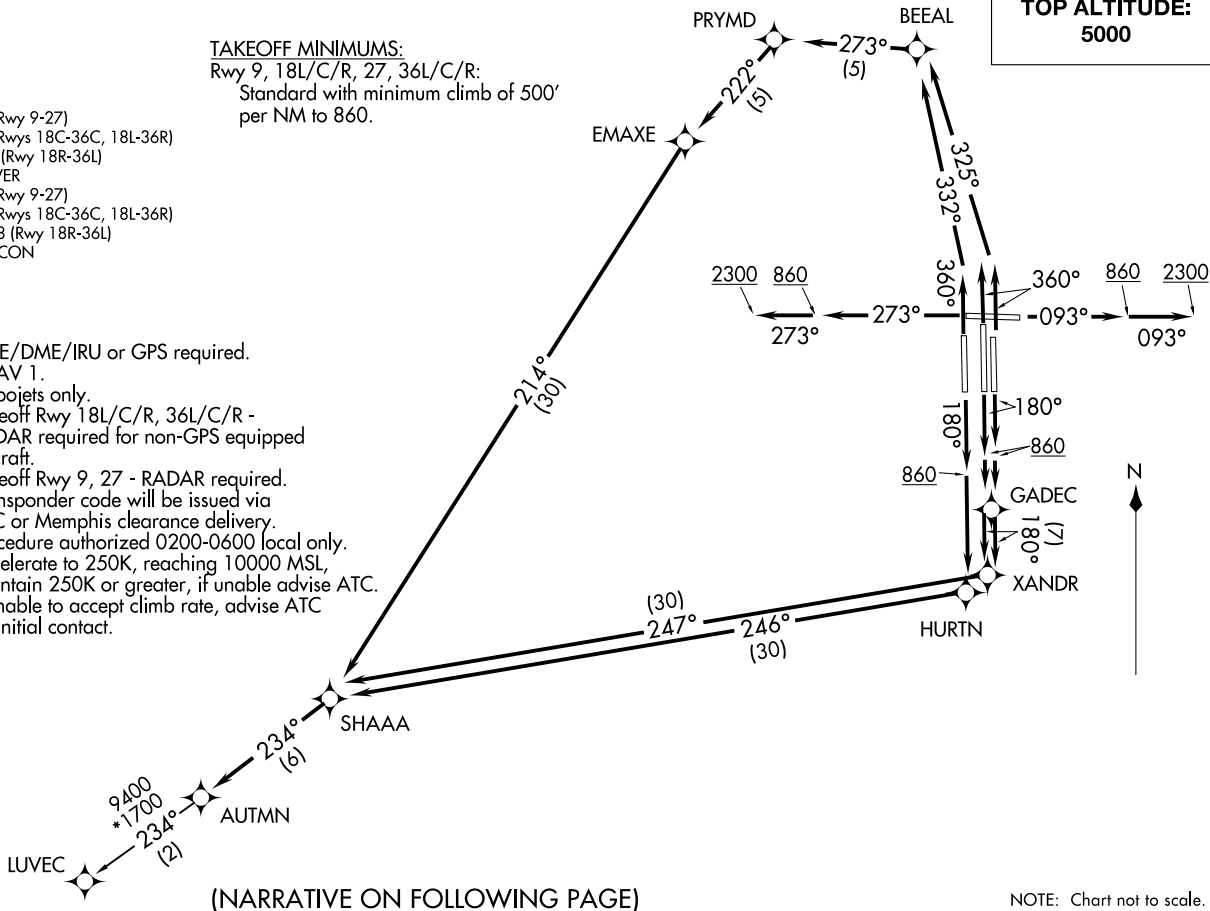 TOP ALTITUDE:
5000
TAKEOFF MINIMUMS:
Rwy 9, 18L/C/R, 27, 36L/C/R:
Standard with minimum climb of 500'
per NM to 860.
Rwy 9-27)
Rwys 18C-36C, 18L-36R)
(Rwy 18R-36L)
VER
Rwy 9-27)
Rwys 18C-36C, 18L-36R)
3 (Rwy 18R-36L)
CON
E/DME/IRU or GPS required.
AV 1.
bojets only.
eoff Rwy 18L/C/R, 36L/C/R -
DAR required for non-GPS equipped
craft.
eoff Rwy 9, 27 - RADAR required.
nsponder code will be issued via
C or Memphis clearance delivery.
cedure authorized 0200-0600 local only.
celerate to 250K, reaching 10000 MSL,
ntain 250K or greater, if unable advise ATC.
nable to accept climb rate, advise ATC
initial contact.
PRYMD
BEEAL
273°
(5)
222°
(5)
EMAXE
325°
332°
360°
360°
2300
860
273°
273°
860
2300
093°
093°
214°
(30)
180°
180°
860
860
GADEC
(7)
180°
XANDR
HURTN
N
(30)
247°
246°
(30)
SHAAA
234°
(6)
AUTMN
9400
*1700
234°
(2)
LUVEC
(NARRATIVE ON FOLLOWING PAGE)
NOTE: Chart not to scale.